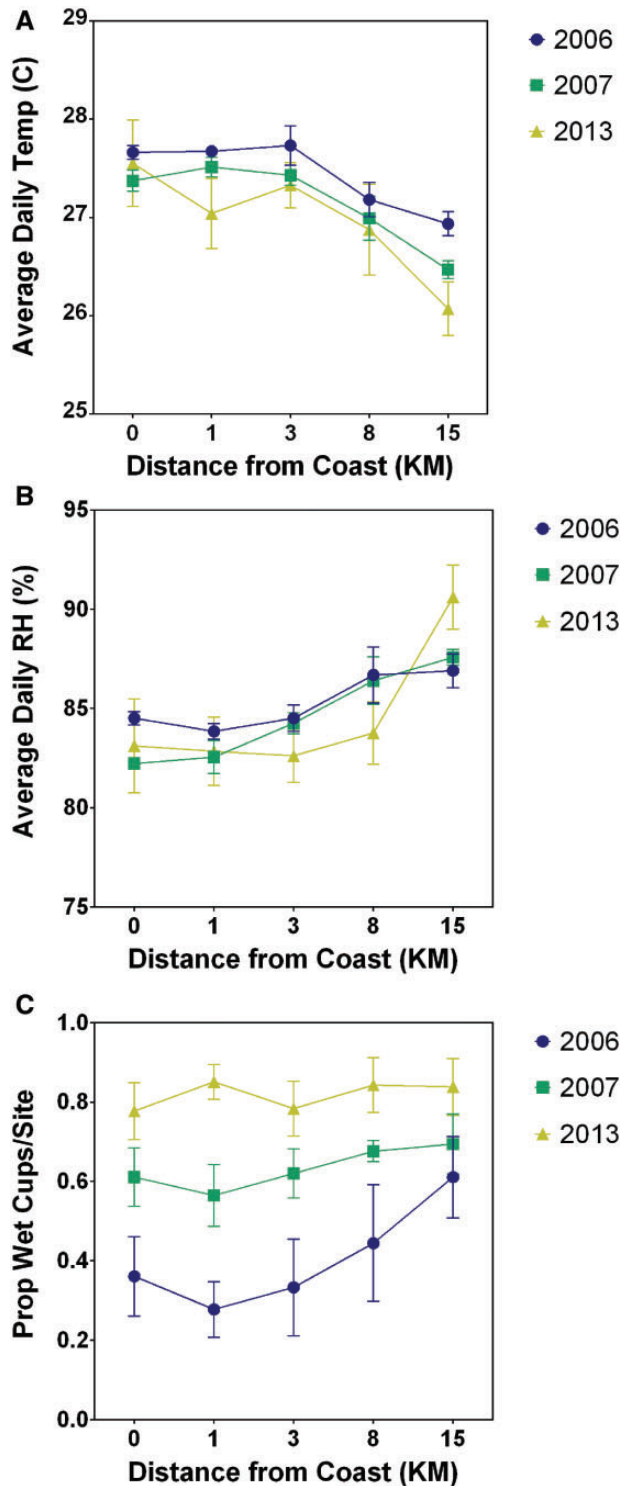 A
Average Daily Temp (C)
29
28
27
26
25
0 1 3 8 15
Distance from Coast (KM)
2006
2007
2013
B
Average Daily RH (%)
95
90
85
80
75
0 1 3 8 15
Distance from Coast (KM)
2006
2007
2013
C
Prop Wet Cups/Site
1.0
0.8
0.6
0.4
0.2
0.0
0 1 3 8 15
Distance from Coast (KM)
2006
2007
2013